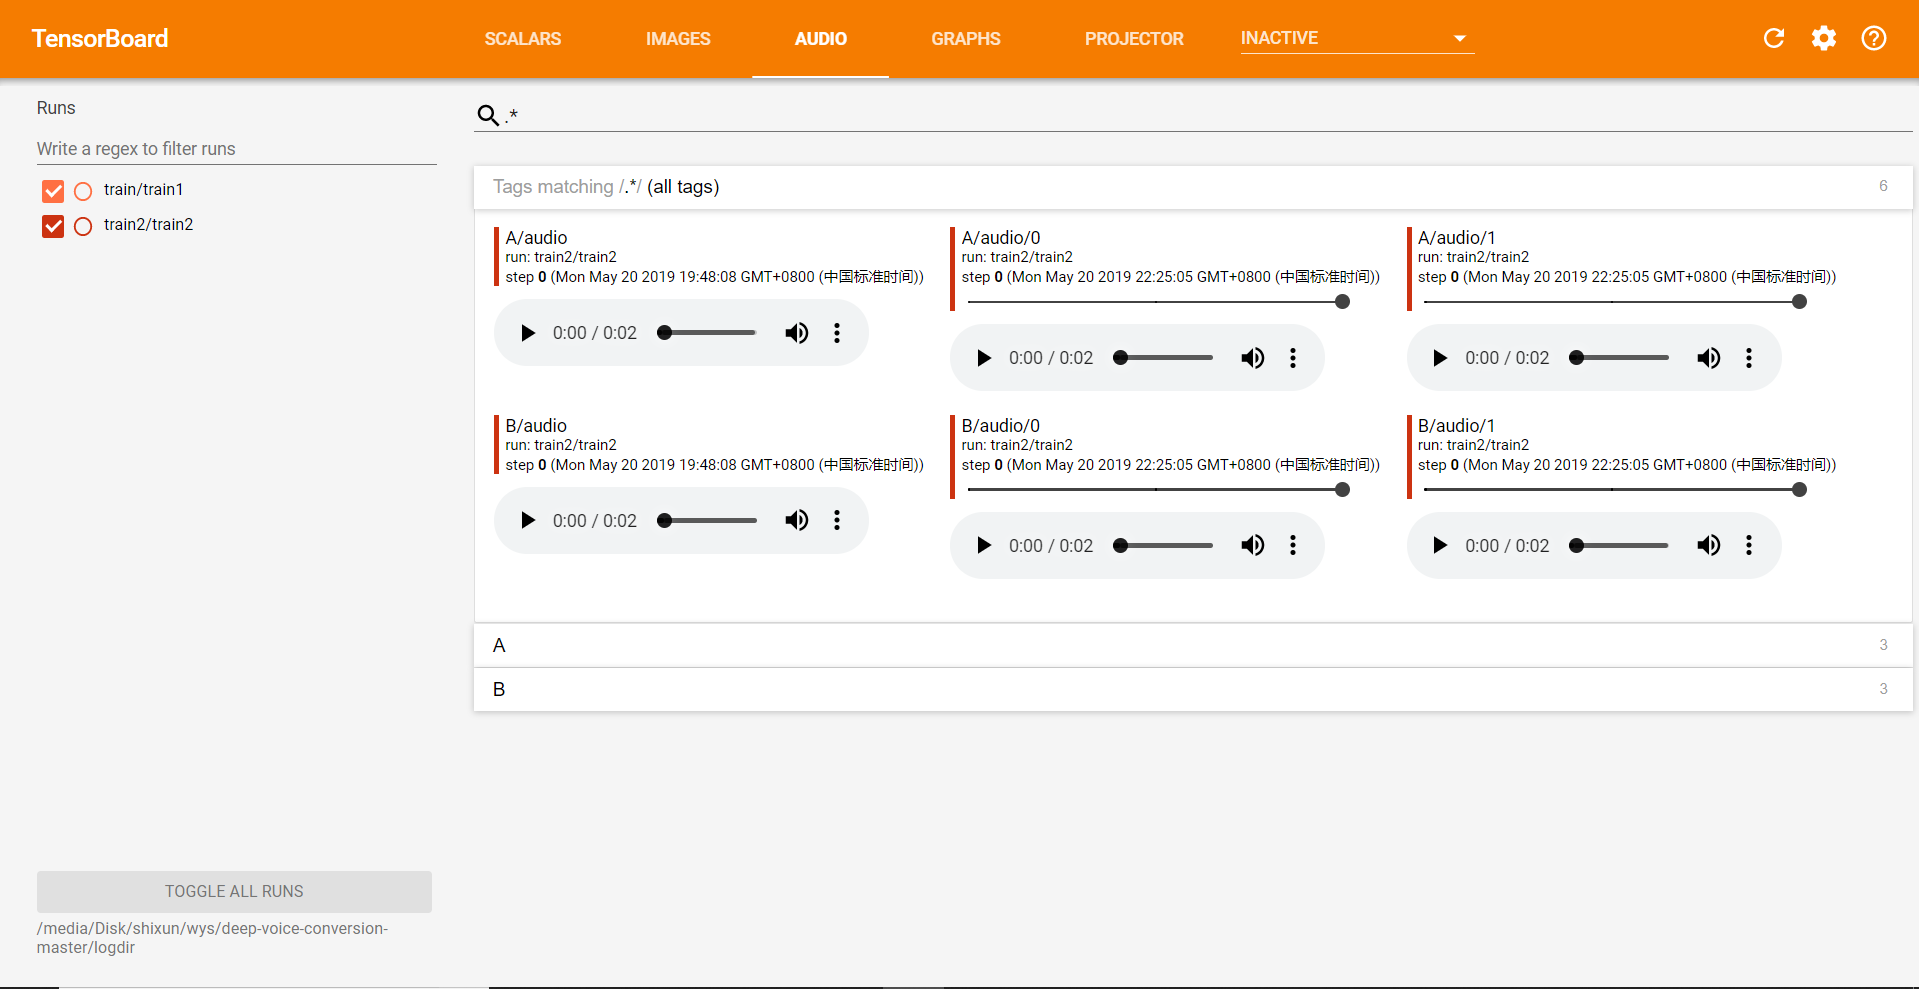 TensorBoard
SCALARS IMAGES AUDIO GRAPHS PROJECTOR INACTIVE
Runs
Write a regex to filter runs
train/train1
train2/train2
TOGGLE ALL RUNS
/media/Disk/shixun/wys/deep-voice-conversion-
master/logdir
.*
Tags matching /.*/ (all tags) 6
A/audio
run: train2/train2
step 0 (Mon May 20 2019 19:48:08 GMT+0800 (中国标准时间))
0:00 / 0:02
A/audio/0
run: train2/train2
step 0 (Mon May 20 2019 22:25:05 GMT+0800 (中国标准时间))
0:00 / 0:02
A/audio/1
run: train2/train2
step 0 (Mon May 20 2019 22:25:05 GMT+0800 (中国标准时间))
0:00 / 0:02
B/audio
run: train2/train2
step 0 (Mon May 20 2019 19:48:08 GMT+0800 (中国标准时间))
0:00 / 0:02
B/audio/0
run: train2/train2
step 0 (Mon May 20 2019 22:25:05 GMT+0800 (中国标准时间))
0:00 / 0:02
B/audio/1
run: train2/train2
step 0 (Mon May 20 2019 22:25:05 GMT+0800 (中国标准时间))
0:00 / 0:02
A 3
B 3